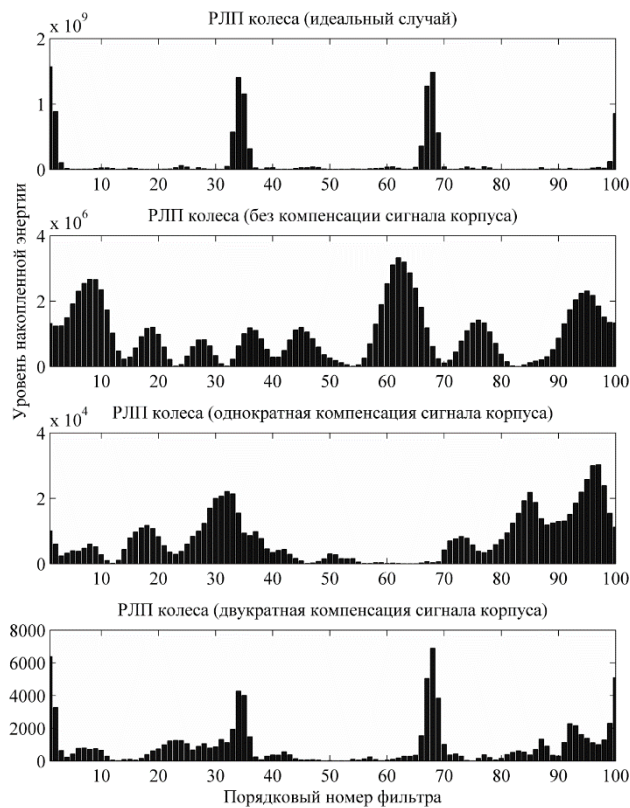 РЛП колеса (идеальный случай)
x 10^9
2
1
0
10 20 30 40 50 60 70 80 90 100
РЛП колеса (без компенсации сигнала корпуса)
x 10^6
4
2
0
10 20 30 40 50 60 70 80 90 100
РЛП колеса (однократная компенсация сигнала корпуса)
x 10^4
4
2
0
10 20 30 40 50 60 70 80 90 100
РЛП колеса (двукратная компенсация сигнала корпуса)
8000
6000
4000
2000
0
10 20 30 40 50 60 70 80 90 100
Порядковый номер фильтра
Уровень накопленной энергии